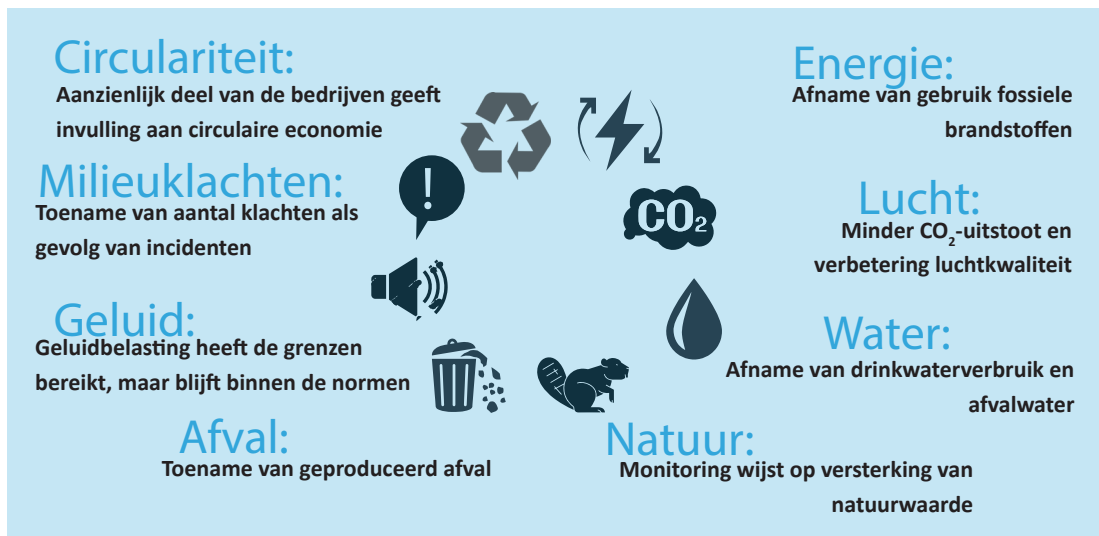 Circulariteit:
Aanzienlijk deel van de bedrijven geeft
invulling aan circulaire economie
Milieuklachten:
Toename van aantal klachten als
gevolg van incidenten
Geluid:
Geluidbelasting heeft de grenzen
bereikt, maar blijft binnen de normen
Afval:
Toename van geproduceerd afval
Energie:
Afname van gebruik fossiele
brandstoffen
CO₂
Lucht:
Minder CO₂-uitstoot en
verbetering luchtkwaliteit
Water:
Afname van drinkwaterverbruik en
afvalwater
Natuur:
Monitoring wijst op versterking van
natuurwaarde